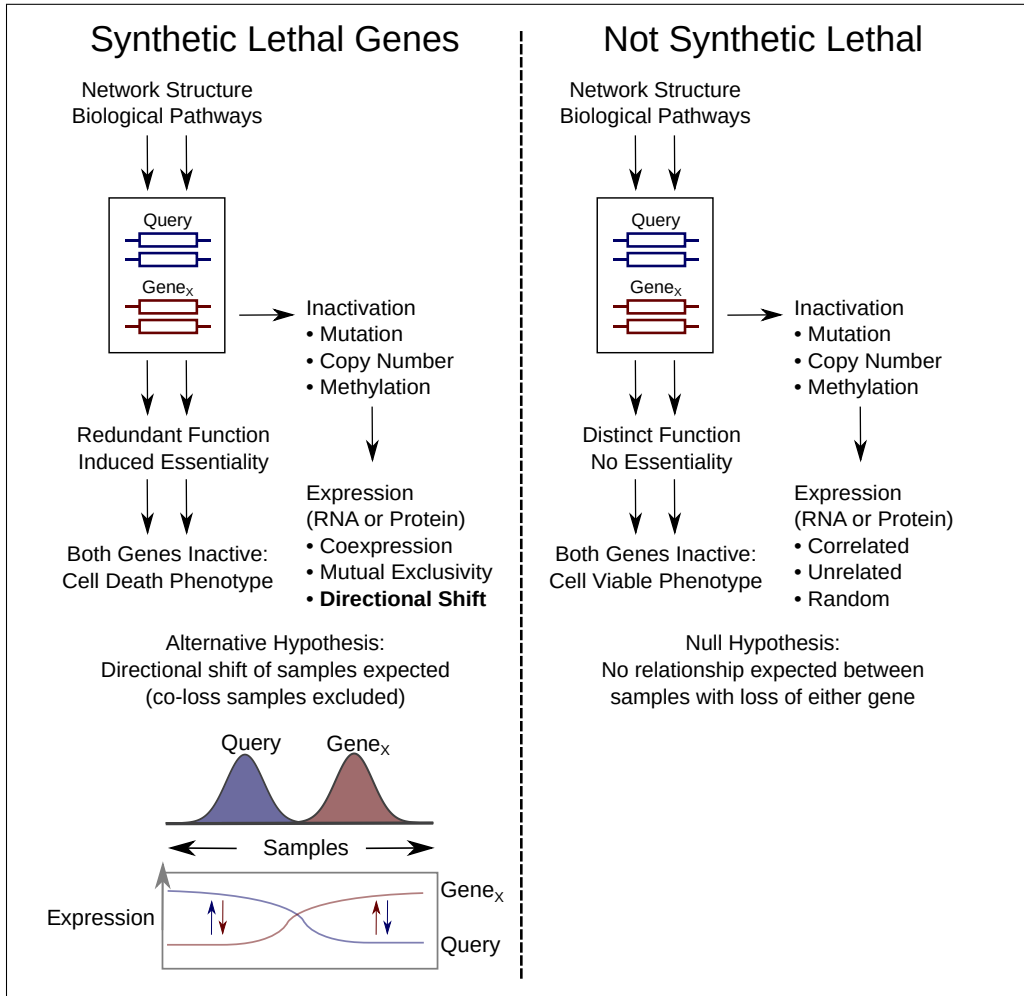 Synthetic Lethal Genes
Network Structure
Biological Pathways
Query
Geneₓ
Inactivation
• Mutation
• Copy Number
• Methylation
Redundant Function
Induced Essentiality
Expression
(RNA or Protein)
• Coexpression
• Mutual Exclusivity
• Directional Shift
Both Genes Inactive:
Cell Death Phenotype
Alternative Hypothesis:
Directional shift of samples expected
(co-loss samples excluded)
Query
Geneₓ
Samples
Expression
Geneₓ
Query
Not Synthetic Lethal
Network Structure
Biological Pathways
Query
Geneₓ
Inactivation
• Mutation
• Copy Number
• Methylation
Distinct Function
No Essentiality
Expression
(RNA or Protein)
• Correlated
• Unrelated
• Random
Both Genes Inactive:
Cell Viable Phenotype
Null Hypothesis:
No relationship expected between
samples with loss of either gene